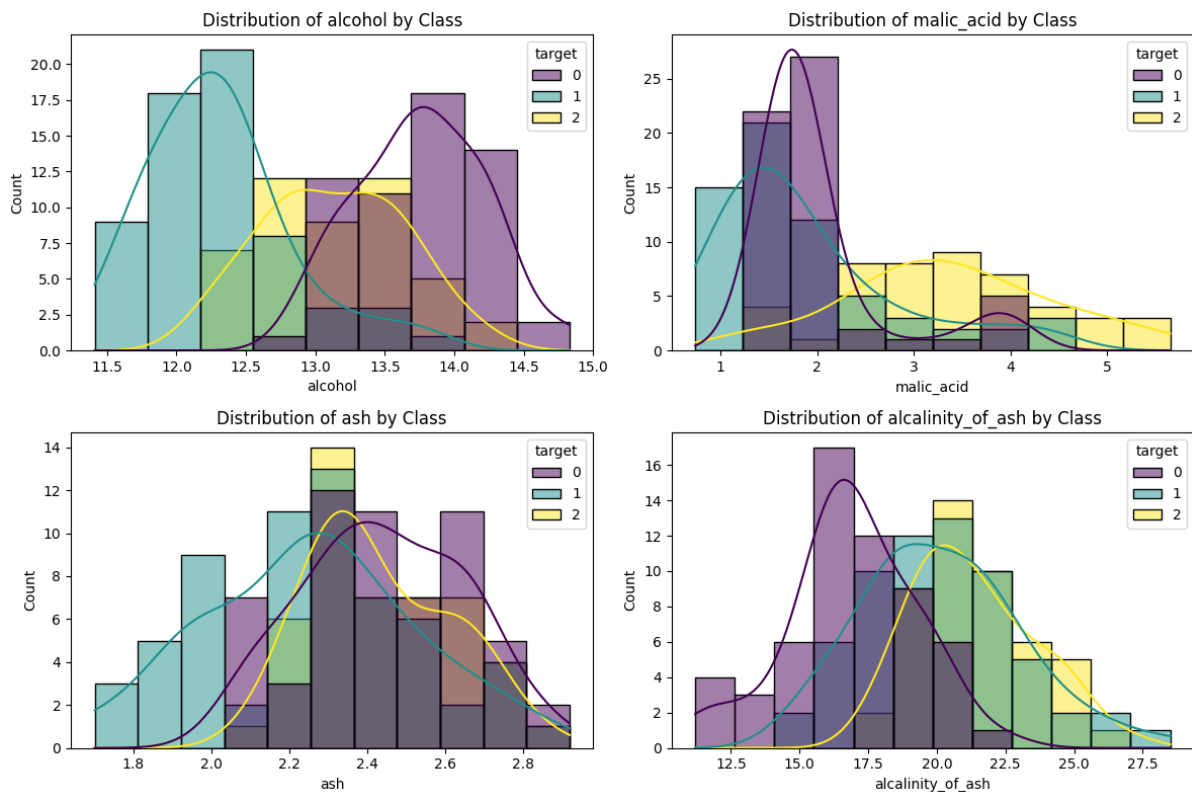 Distribution of alcohol by Class
target
0
1
2
Count
20.0
17.5
15.0
12.5
10.0
7.5
5.0
2.5
0.0
11.5 12.0 12.5 13.0 13.5 14.0 14.5 15.0
alcohol
Distribution of malic_acid by Class
target
0
1
2
Count
25
20
15
10
5
0
1 2 3 4 5
malic_acid
Distribution of ash by Class
target
0
1
2
Count
14
12
10
8
6
4
2
0
1.8 2.0 2.2 2.4 2.6 2.8
ash
Distribution of alcalinity_of_ash by Class
target
0
1
2
Count
16
14
12
10
8
6
4
2
0
12.5 15.0 17.5 20.0 22.5 25.0 27.5
alcalinity_of_ash